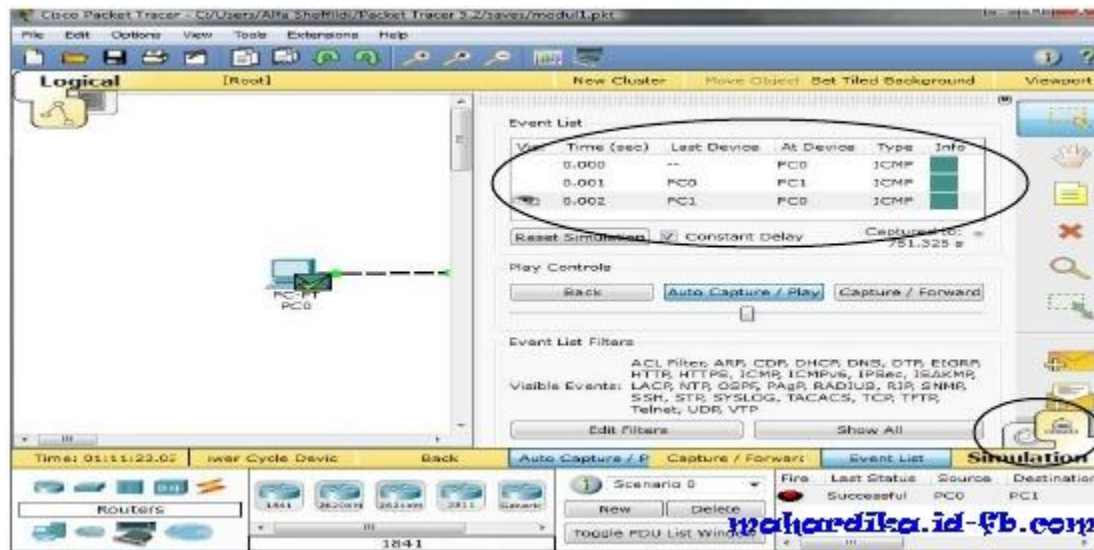 Cisco Packet Tracer - C:/Users/Alfa Sheffildi/Packet Tracer 5.2/saves/modul1.pkt
File Edit Options View Tools Extensions Help
Logical [Root] New Cluster Move Object Set Tiled Background Viewport
Event List
Vis. Time (sec) Last Device At Device Type Info
0.000 -- PC0 ICMP
0.001 PC0 PC1 ICMP
0.002 PC1 PC0 ICMP
Reset Simulation Constant Delay Captured to:
751.325 s
Play Controls
Back Auto Capture / Play Capture / Forward
PC-PT
PC0
Event List Filters
Visible Events:
ACL Filter, ARP, CDP, DHCP, DNS, DTP, EIGRP,
HTTP, HTTPS, ICMP, ICMPv6, IPSec, ISAKMP,
LACP, NTP, OSPF, PAgP, RADIUS, RIP, SNMP,
SSH, STP, SYSLOG, TACACS, TCP, TFTP,
Telnet, UDP, VTP
Edit Filters Show All
Time: 01:11:23.05 wer Cycle Devic Back Auto Capture / P Capture / Forwarc Event List Simulation
Routers
1841 2620XM 2621XM 2811 Generic
1841
Scenario 0
New Delete
Toggle PDU List Window
Fire Last Status Source Destination
Successful PC0 PC1
mahardika.id-fb.com